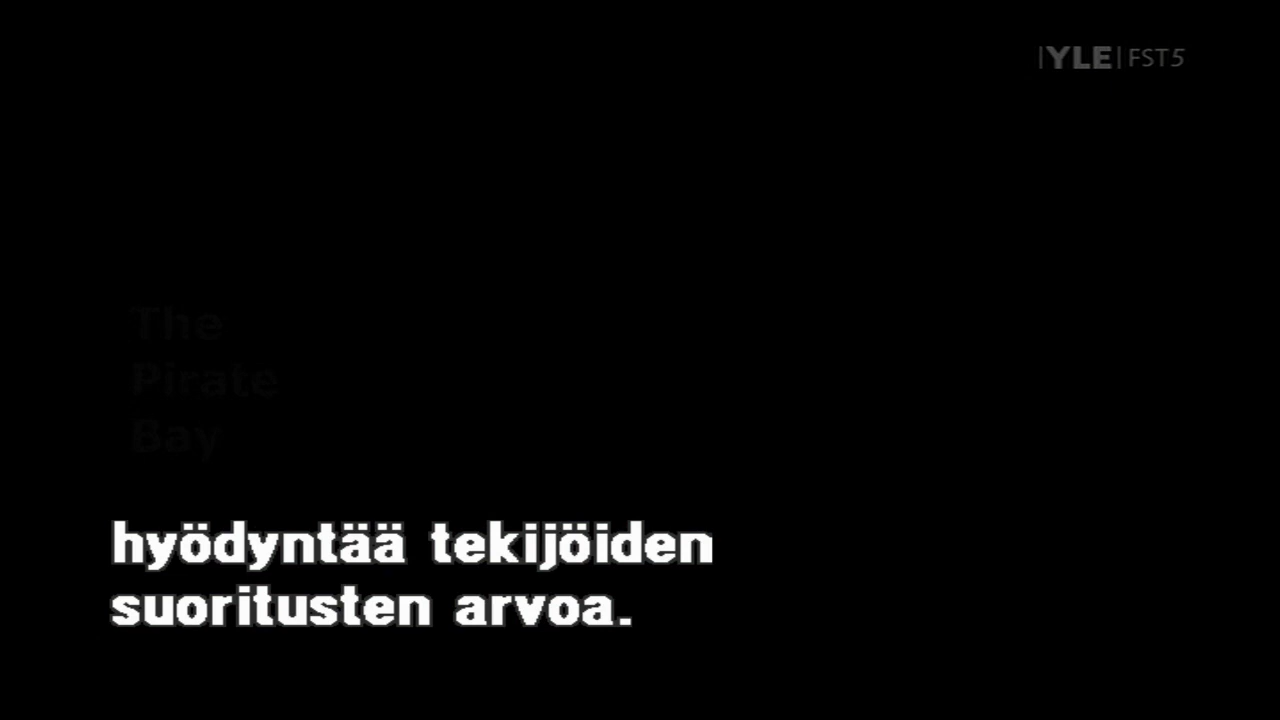 |YLE| FST5
The
Pirate
Bay
hyödyntää tekijöiden
suoritusten arvoa.